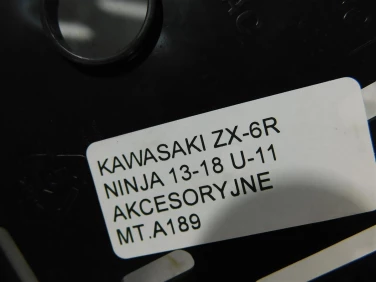 KAWASAKI ZX-6R
NINJA 13-18 U-11
AKCESORYJNE
MT.A189